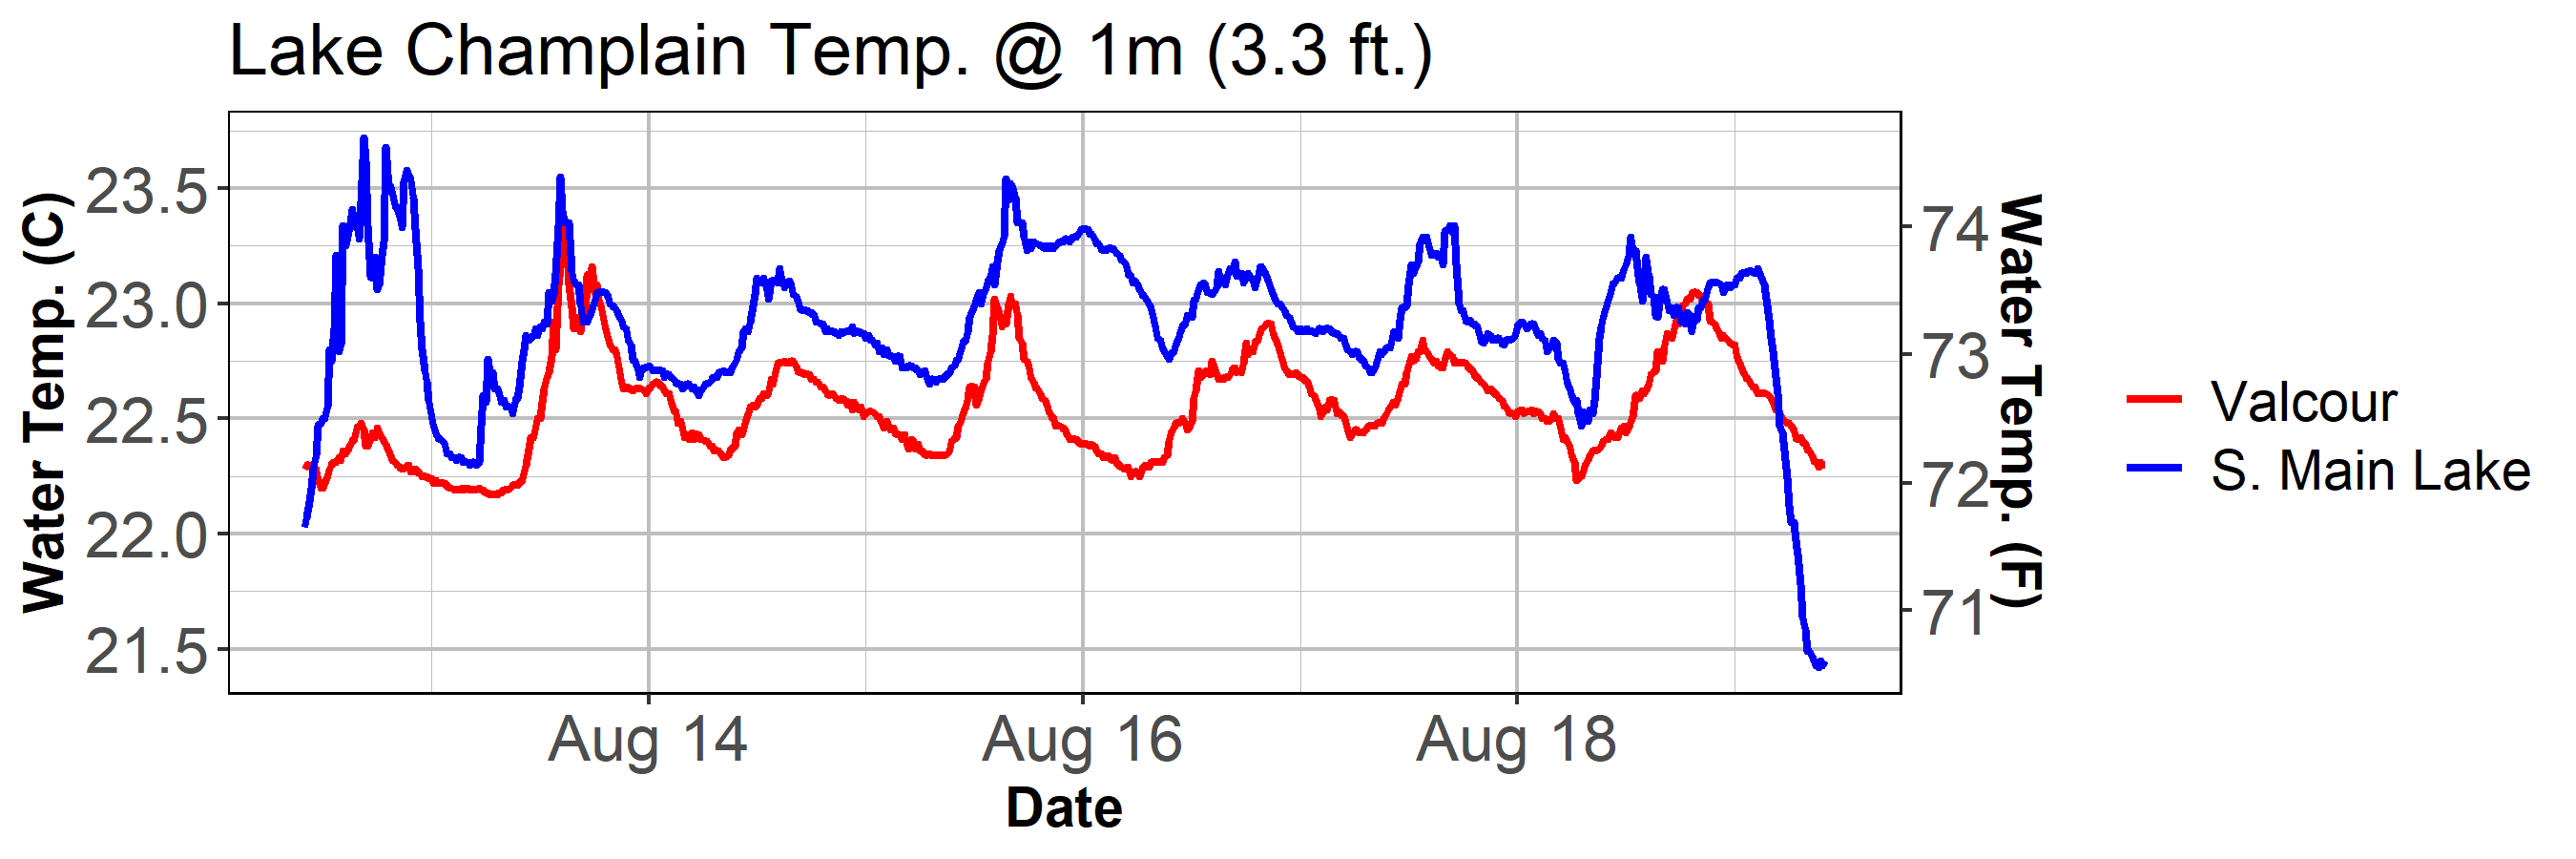 Lake Champlain Temp. @ 1m (3.3 ft.)
Water Temp. (C)
23.5
23.0
22.5
22.0
21.5
74
73
72
71
Water Temp. (F)
Aug 14
Aug 16
Aug 18
Date
Valcour
S. Main Lake